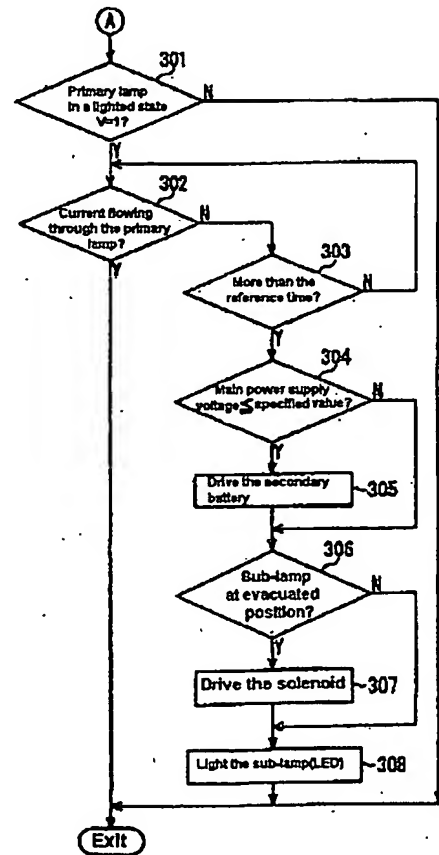 A
301
Primary lamp
in a lighted state
V=1?
N
Y
302
Current flowing
through the primary
lamp?
N
Y
303
More than the
reference time?
N
Y
304
Main power supply
voltage ≦ specified value?
N
Y
Drive the secondary
battery
305
306
Sub-lamp
at evacuated
position?
N
Y
Drive the solenoid
307
Light the sub-lamp(LED)
308
Exit